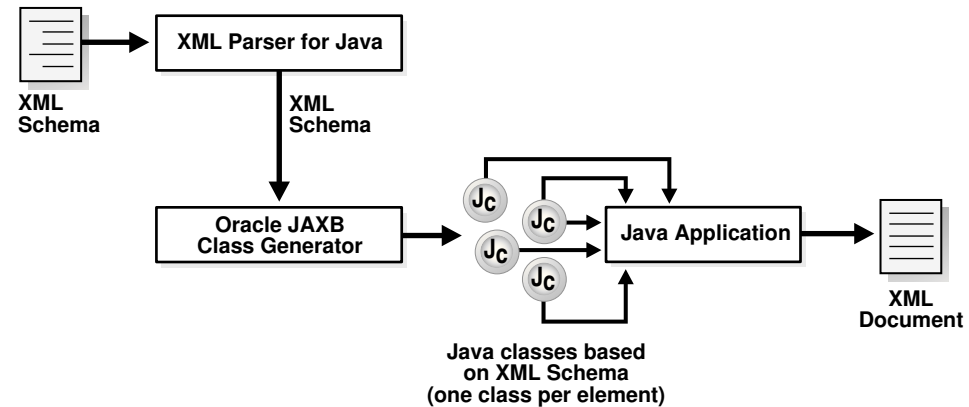 XML Parser for Java
XML
Schema
XML
Schema
Oracle JAXB
Class Generator
Jc
Jc
Jc
Jc
Java Application
XML
Document
Java classes based
on XML Schema
(one class per element)